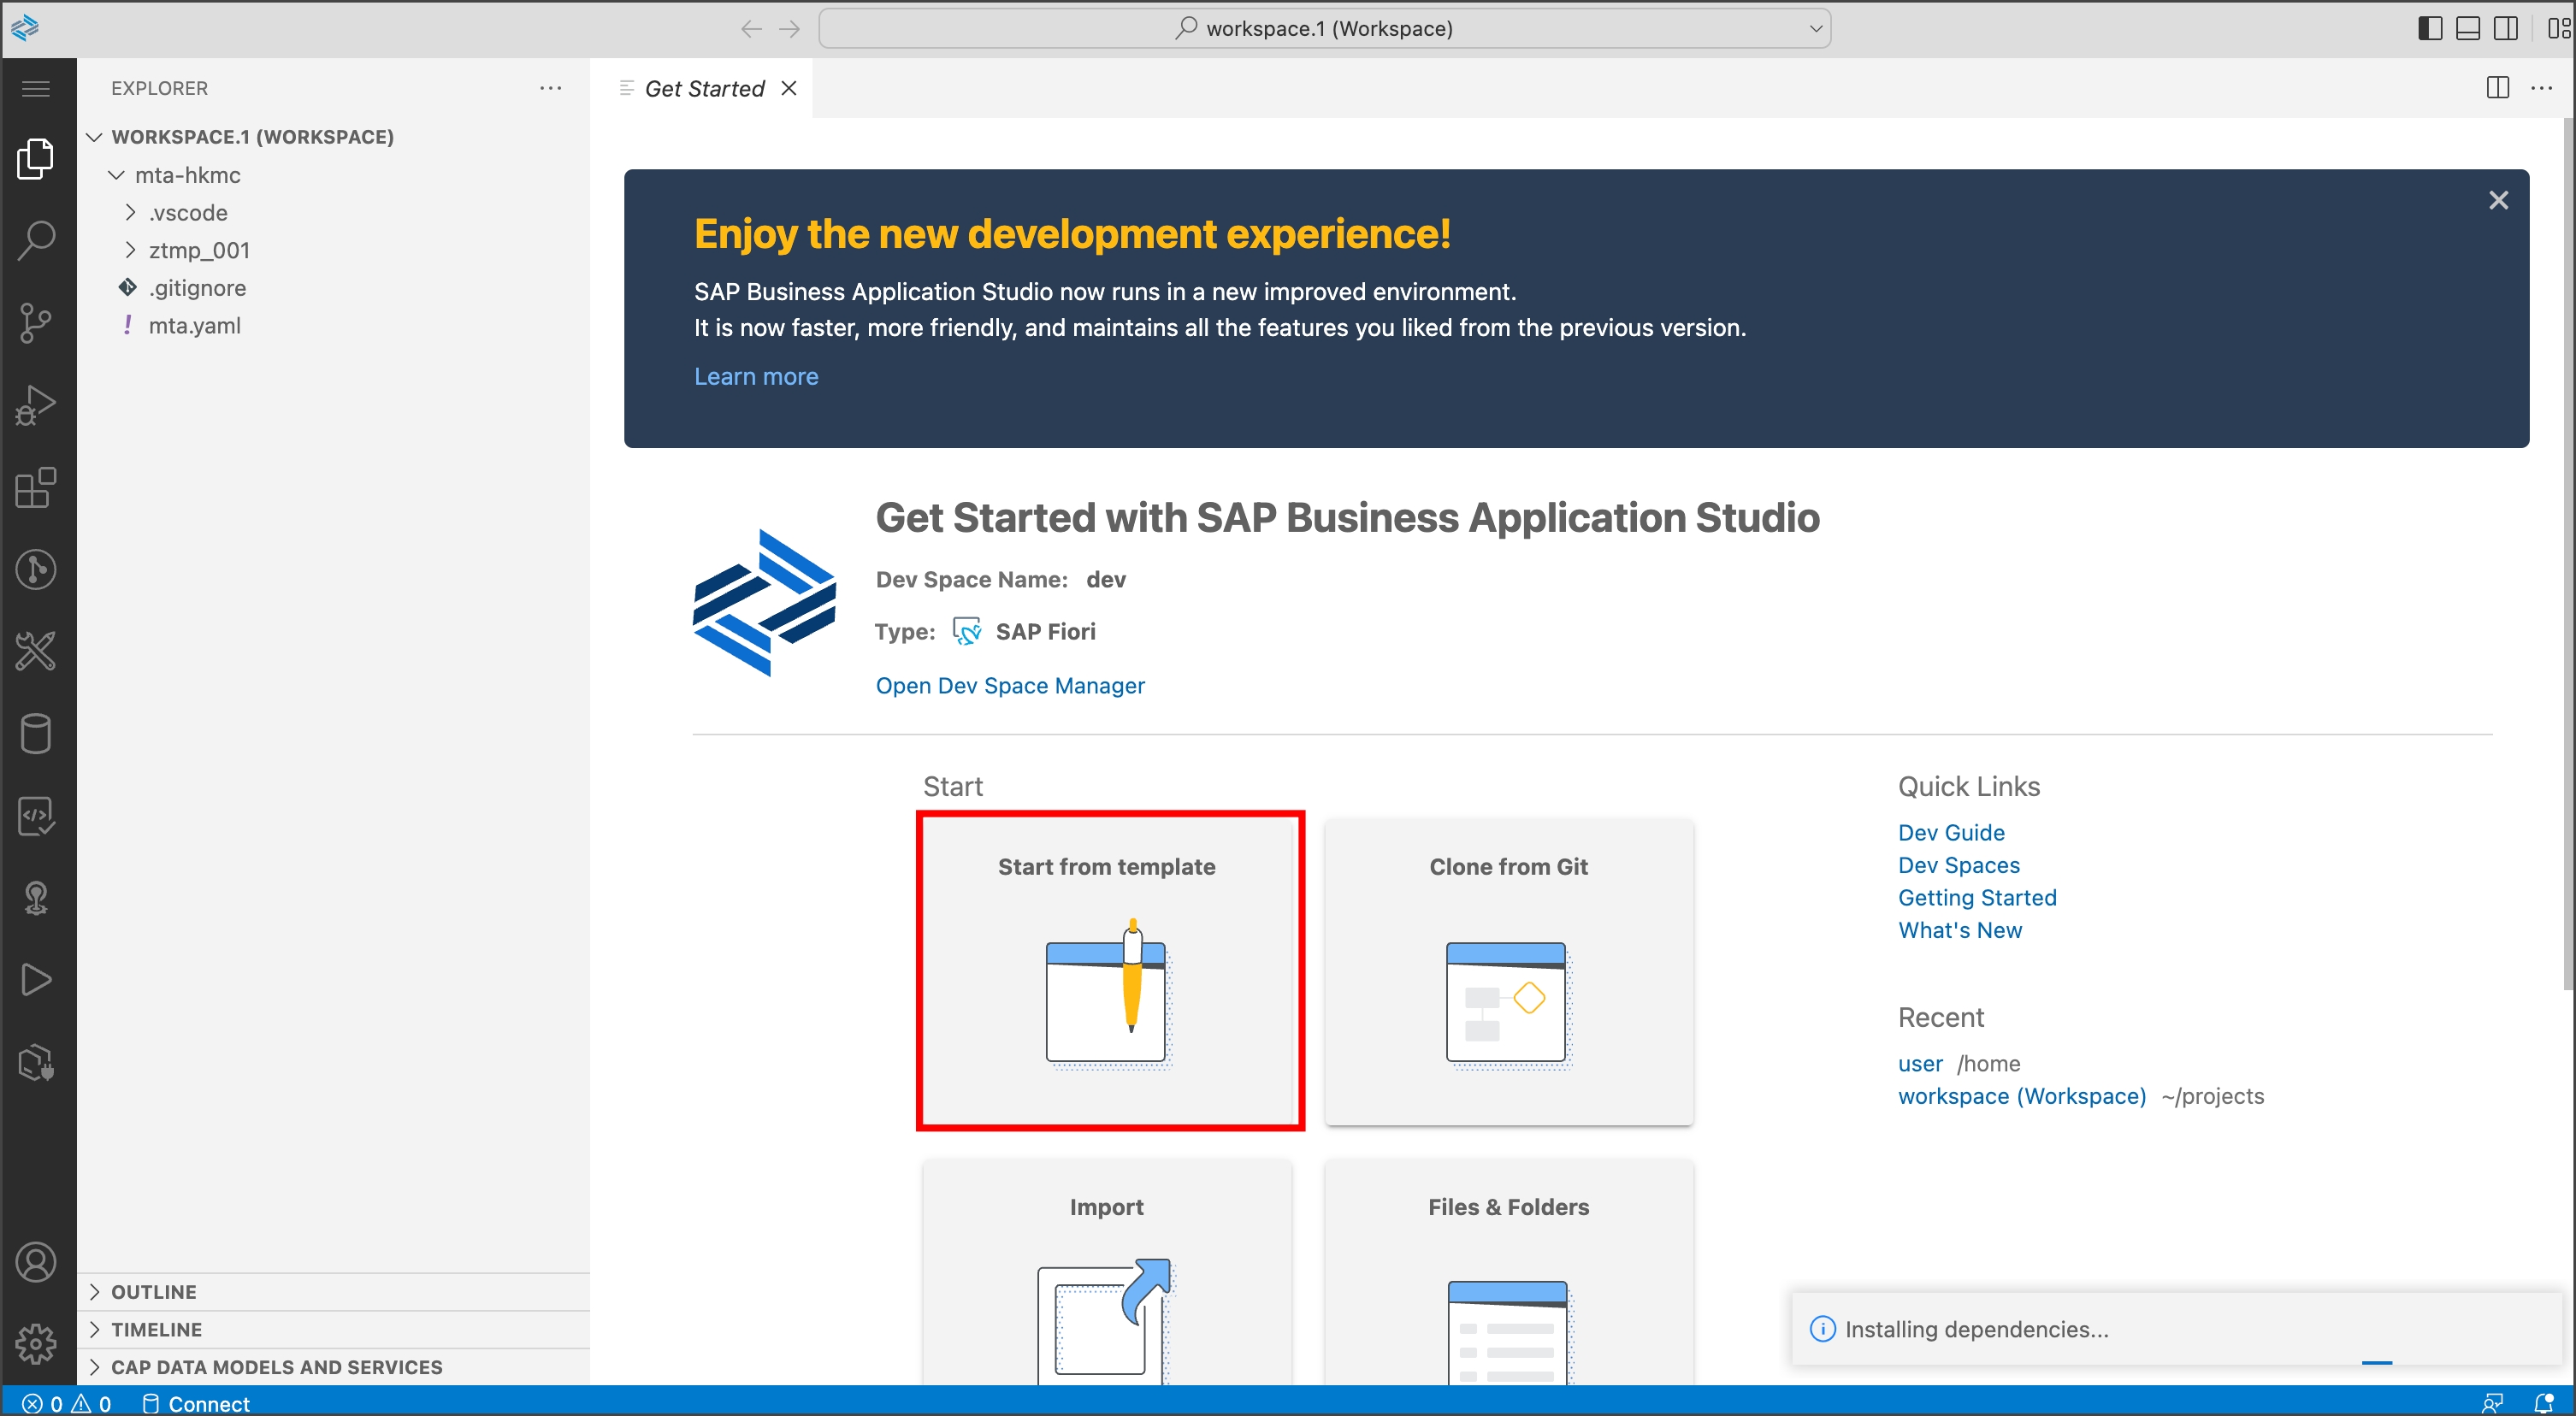 workspace.1 (Workspace)
EXPLORER
WORKSPACE.1 (WORKSPACE)
mta-hkmc
.vscode
ztmp_001
.gitignore
! mta.yaml
OUTLINE
TIMELINE
CAP DATA MODELS AND SERVICES
Get Started
Enjoy the new development experience!
SAP Business Application Studio now runs in a new improved environment.
It is now faster, more friendly, and maintains all the features you liked from the previous version.
Learn more
Get Started with SAP Business Application Studio
Dev Space Name: dev
Type: SAP Fiori
Open Dev Space Manager
Start
Start from template
Clone from Git
Import
Files & Folders
Quick Links
Dev Guide
Dev Spaces
Getting Started
What's New
Recent
user /home
workspace (Workspace) ~/projects
Installing dependencies...
0 0 Connect